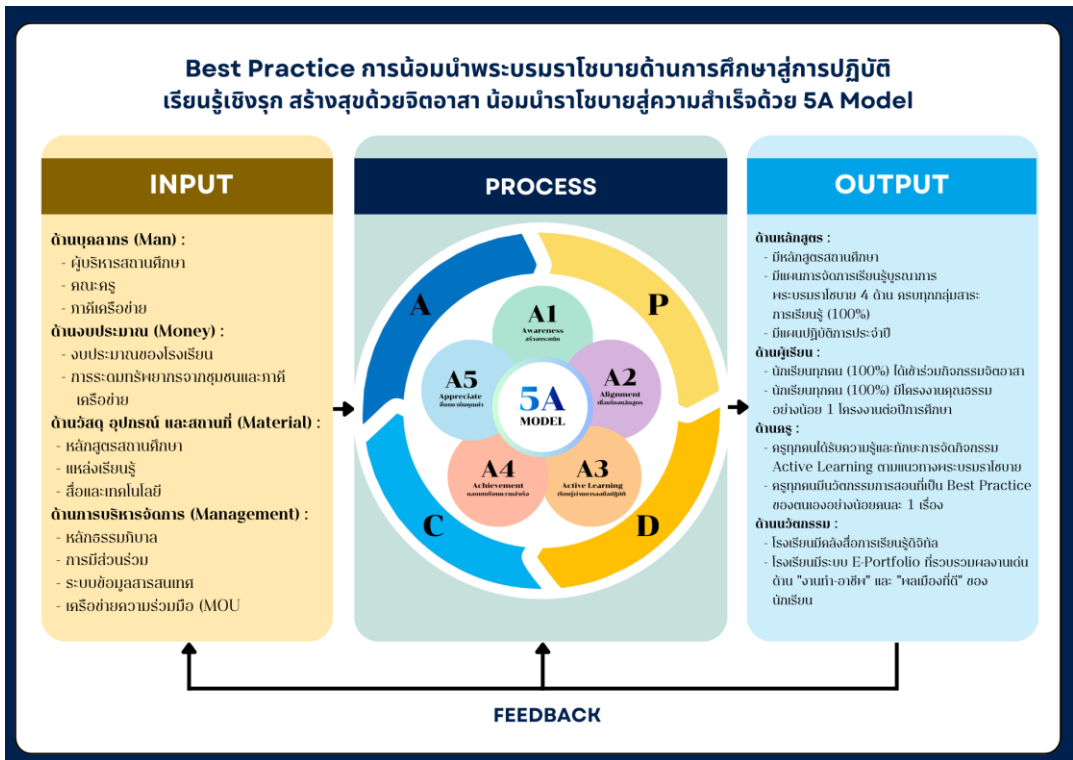 Best Practice การน้อมนำพระบรมราโชบายด้านการศึกษาสู่การปฏิบัติ
เรียนรู้เชิงรุก สร้างสุขด้วยจิตอาสา น้อมนำราโชบายสู่ความสำเร็จด้วย 5A Model
INPUT
ด้านบุคลากร (Man) :
- ผู้บริหารสถานศึกษา
- คณะครู
- ภาคีเครือข่าย
ด้านงบประมาณ (Money) :
- งบประมาณของโรงเรียน
- การระดมทรัพยากรจากชุมชนและภาคี
เครือข่าย
ด้านวัสดุ อุปกรณ์ และสถานที่ (Material) :
- หลักสูตรสถานศึกษา
- แหล่งเรียนรู้
- สื่อและเทคโนโลยี
ด้านการบริหารจัดการ (Management) :
- หลักธรรมาภิบาล
- การมีส่วนร่วม
- ระบบข้อมูลสารสนเทศ
- เครือข่ายความร่วมมือ (MOU
PROCESS
A
P
D
C
A1
Awareness
สร้างตระหนัก
A2
Alignment
A3
Active Learning
เรียนรู้ผ่านการลงมือปฏิบัติ
A4
Achievement
ถอดบทเรียนความสำเร็จ
A5
Appreciate
5A
MODEL
OUTPUT
ด้านหลักสูตร :
- มีหลักสูตรสถานศึกษา
- มีแผนการจัดการเรียนรู้บูรณาการ
พระบรมราโชบาย 4 ด้าน ครบทุกกลุ่มสาระ
การเรียนรู้ (100%)
- มีแผนปฏิบัติการประจำปี
ด้านผู้เรียน :
- นักเรียนทุกคน (100%) ได้เข้าร่วมกิจกรรมจิตอาสา
- นักเรียนทุกคน (100%) มีโครงงานคุณธรรม
อย่างน้อย 1 โครงงานต่อปีการศึกษา
ด้านครู :
- ครูทุกคนได้รับความรู้และทักษะการจัดกิจกรรม
Active Learning ตามแนวทางพระบรมราโชบาย
- ครูทุกคนมีนวัตกรรมการสอนที่เป็น Best Practice
ของตนเองอย่างน้อยคนละ 1 เรื่อง
ด้านนวัตกรรม :
- โรงเรียนมีคลังสื่อการเรียนรู้ดิจิทัล
- โรงเรียนมีระบบ E-Portfolio ที่รวบรวมผลงานเด่น
ด้าน "งานทำ-อาชีพ" และ "พลเมืองที่ดี" ของ
นักเรียน
FEEDBACK